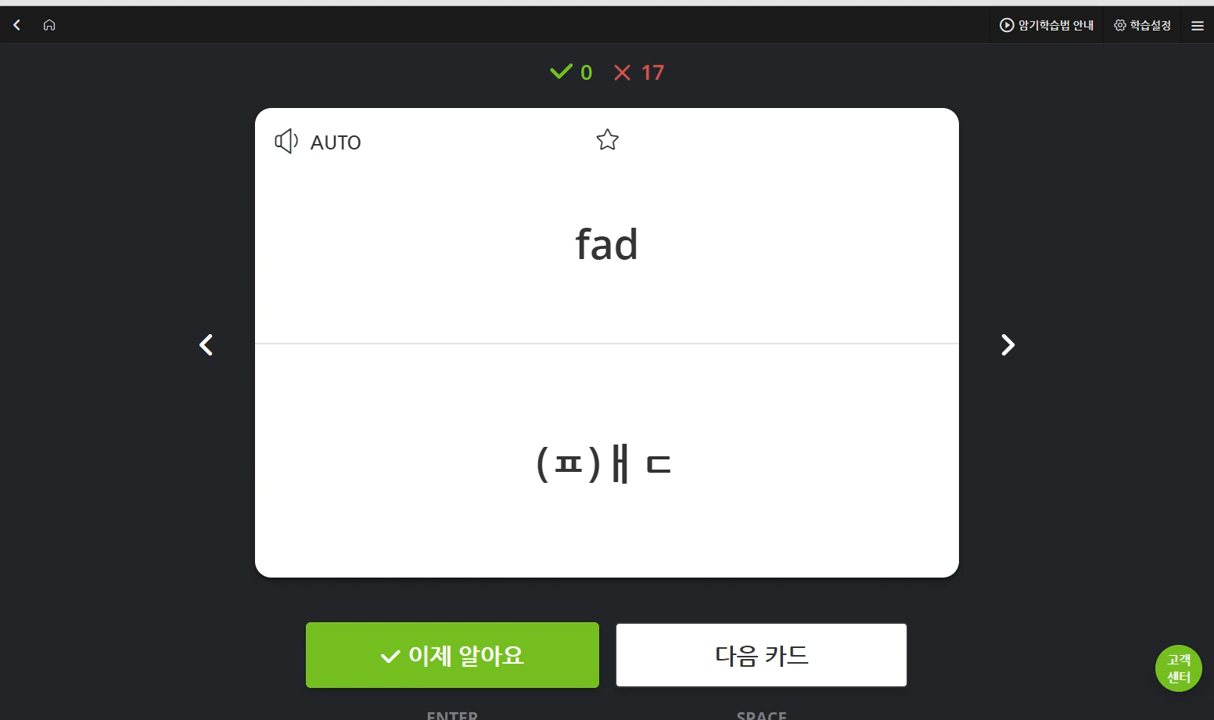 암기학습법 안내 학습설정
0 17
AUTO
fad
(ㅍ)ㅐ ㄷ
이제 알아요 다음 카드
고객
센터
ENTER SPACE